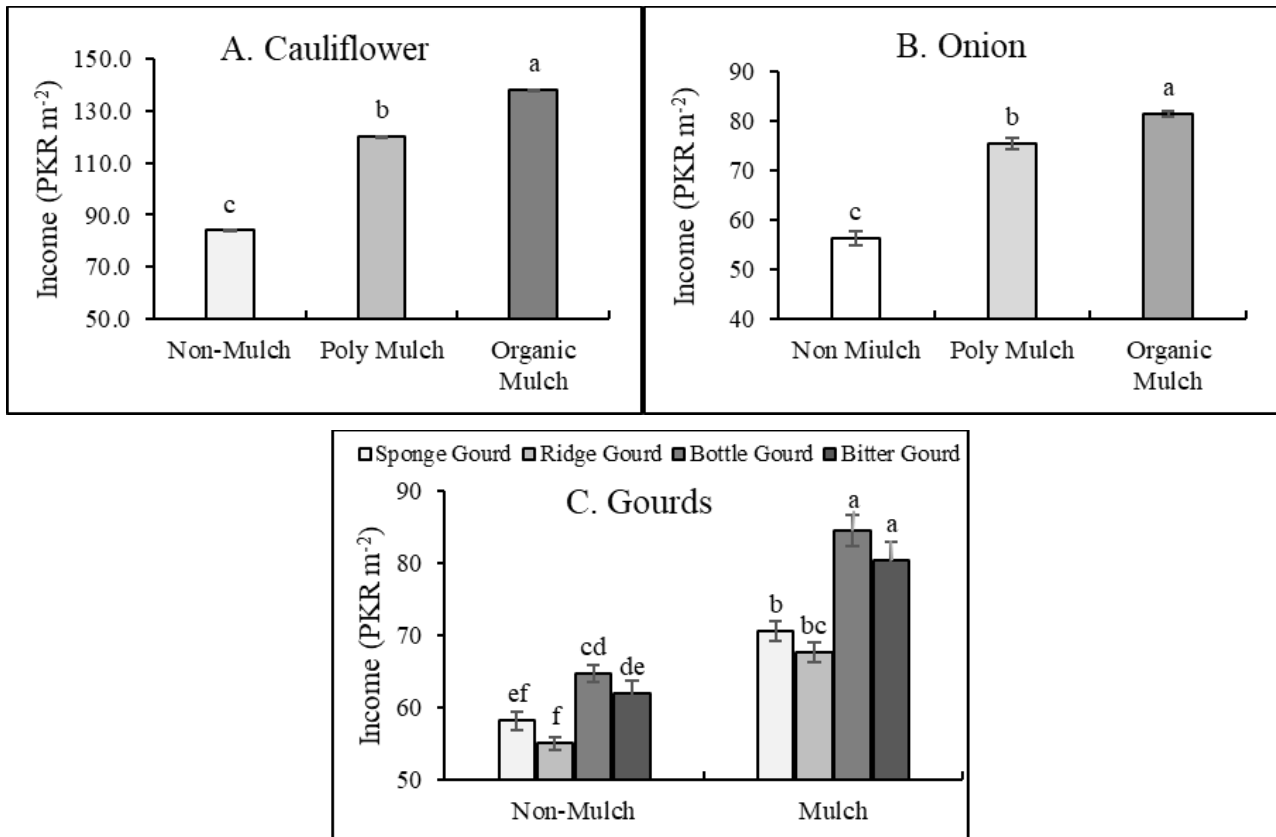 A. Cauliflower
Income (PKR m⁻²)
150.0
130.0
110.0
90.0
70.0
50.0
c
b
a
Non-Mulch
Poly Mulch
Organic
Mulch
B. Onion
Income (PKR m⁻²)
90
80
70
60
50
40
c
b
a
Non Miulch
Poly Mulch
Organic
Mulch
Sponge Gourd Ridge Gourd Bottle Gourd Bitter Gourd
C. Gourds
Income (PKR m⁻²)
90
80
70
60
50
ef
f
cd
de
b
bc
a
a
Non-Mulch
Mulch